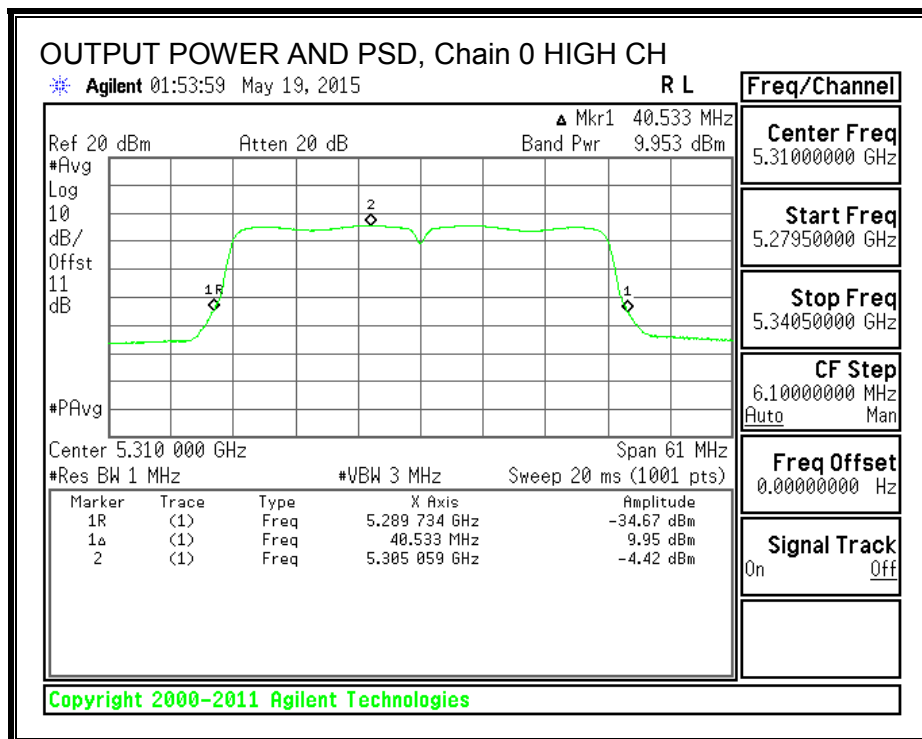 OUTPUT POWER AND PSD, Chain 0 HIGH CH
Agilent 01:53:59 May 19, 2015 R L
Δ Mkr1 40.533 MHz
Ref 20 dBm Atten 20 dB Band Pwr 9.953 dBm
#Avg
Log
10
dB/
Offst
11
dB
#PAvg
2
1R
1
Center 5.310 000 GHz Span 61 MHz
#Res BW 1 MHz #VBW 3 MHz Sweep 20 ms (1001 pts)
Marker Trace Type X Axis Amplitude
1R (1) Freq 5.289 734 GHz -34.67 dBm
1Δ (1) Freq 40.533 MHz 9.95 dBm
2 (1) Freq 5.305 059 GHz -4.42 dBm
Freq/Channel
Center Freq
5.31000000 GHz
Start Freq
5.27950000 GHz
Stop Freq
5.34050000 GHz
CF Step
6.10000000 MHz
Auto Man
Freq Offset
0.00000000 Hz
Signal Track
On Off
Copyright 2000-2011 Agilent Technologies